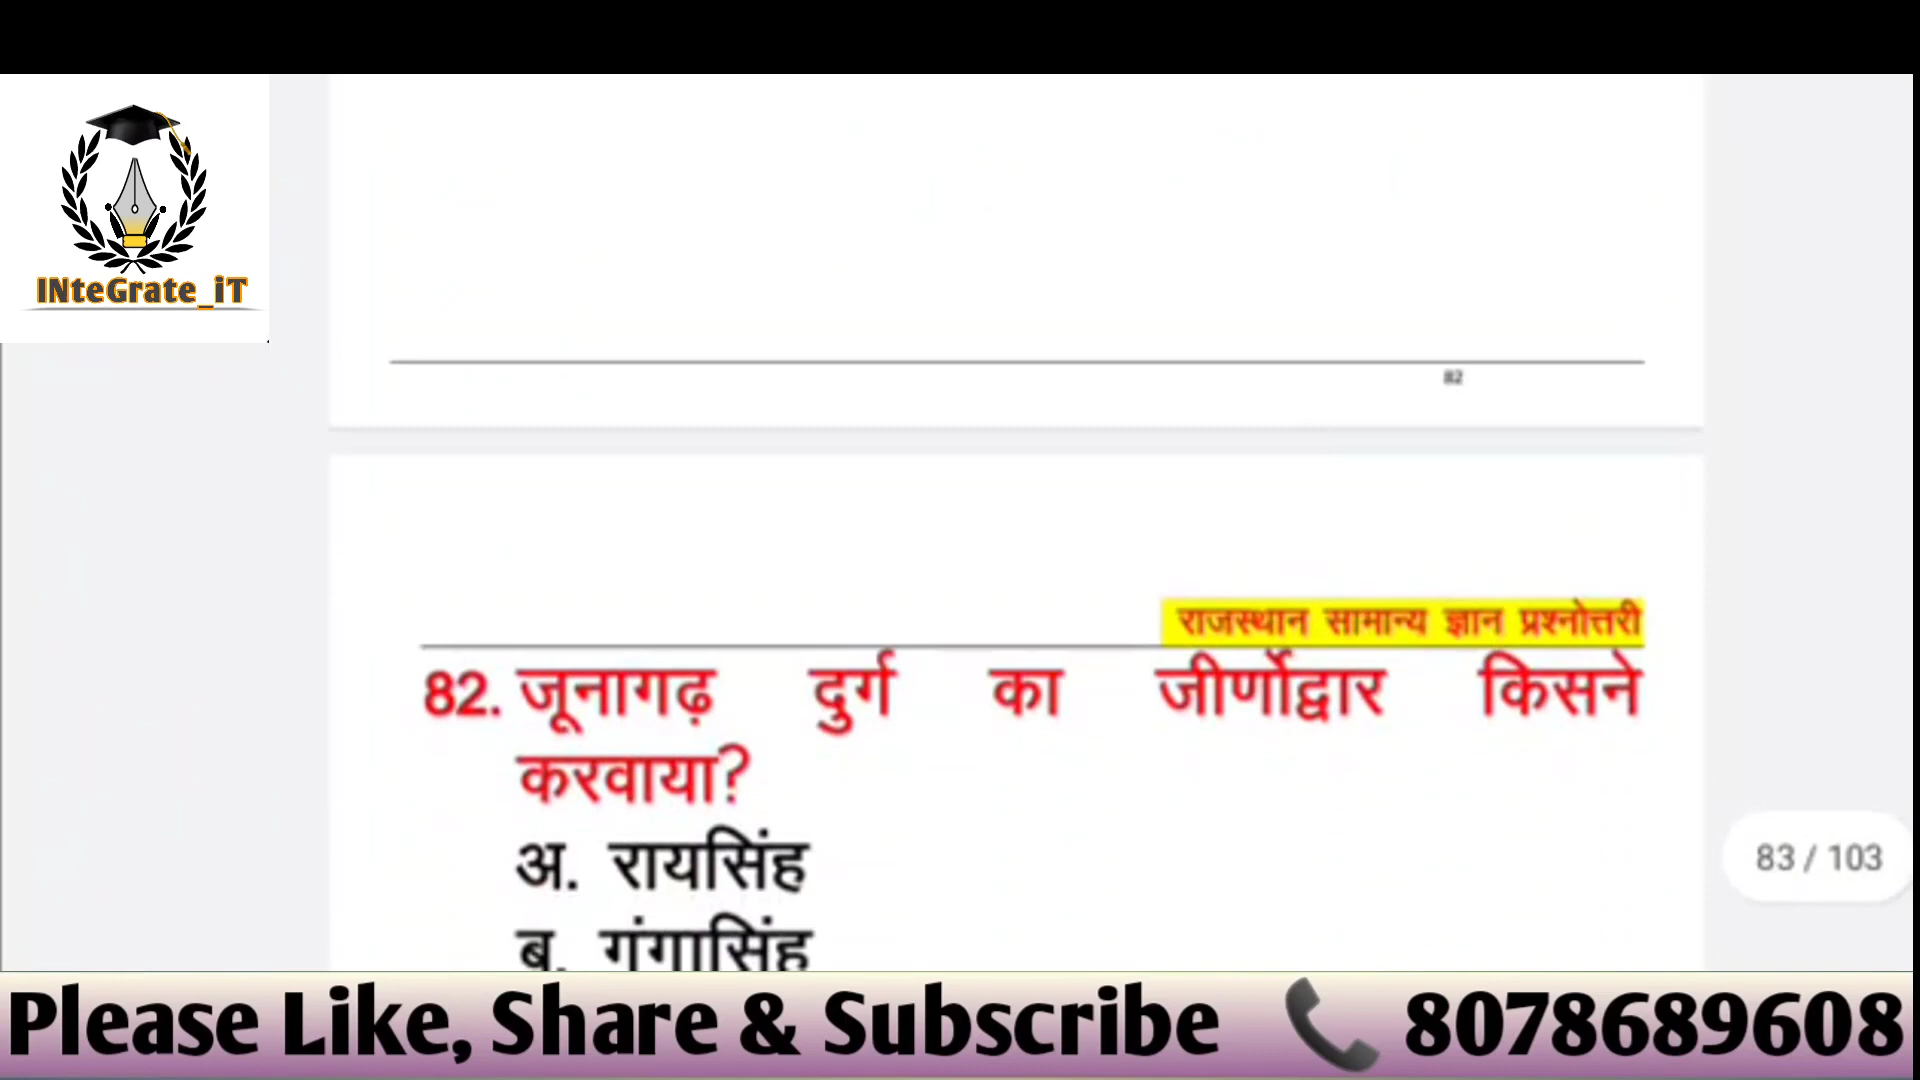 INteGrate_iT
82
राजस्थान सामान्य ज्ञान प्रश्नोत्तरी
82. जूनागढ़ दुर्ग का जीर्णोद्वार किसने
करवाया?
अ. रायसिंह
83 / 103
ब. गंगासिंह
Please Like, Share & Subscribe 8078689608